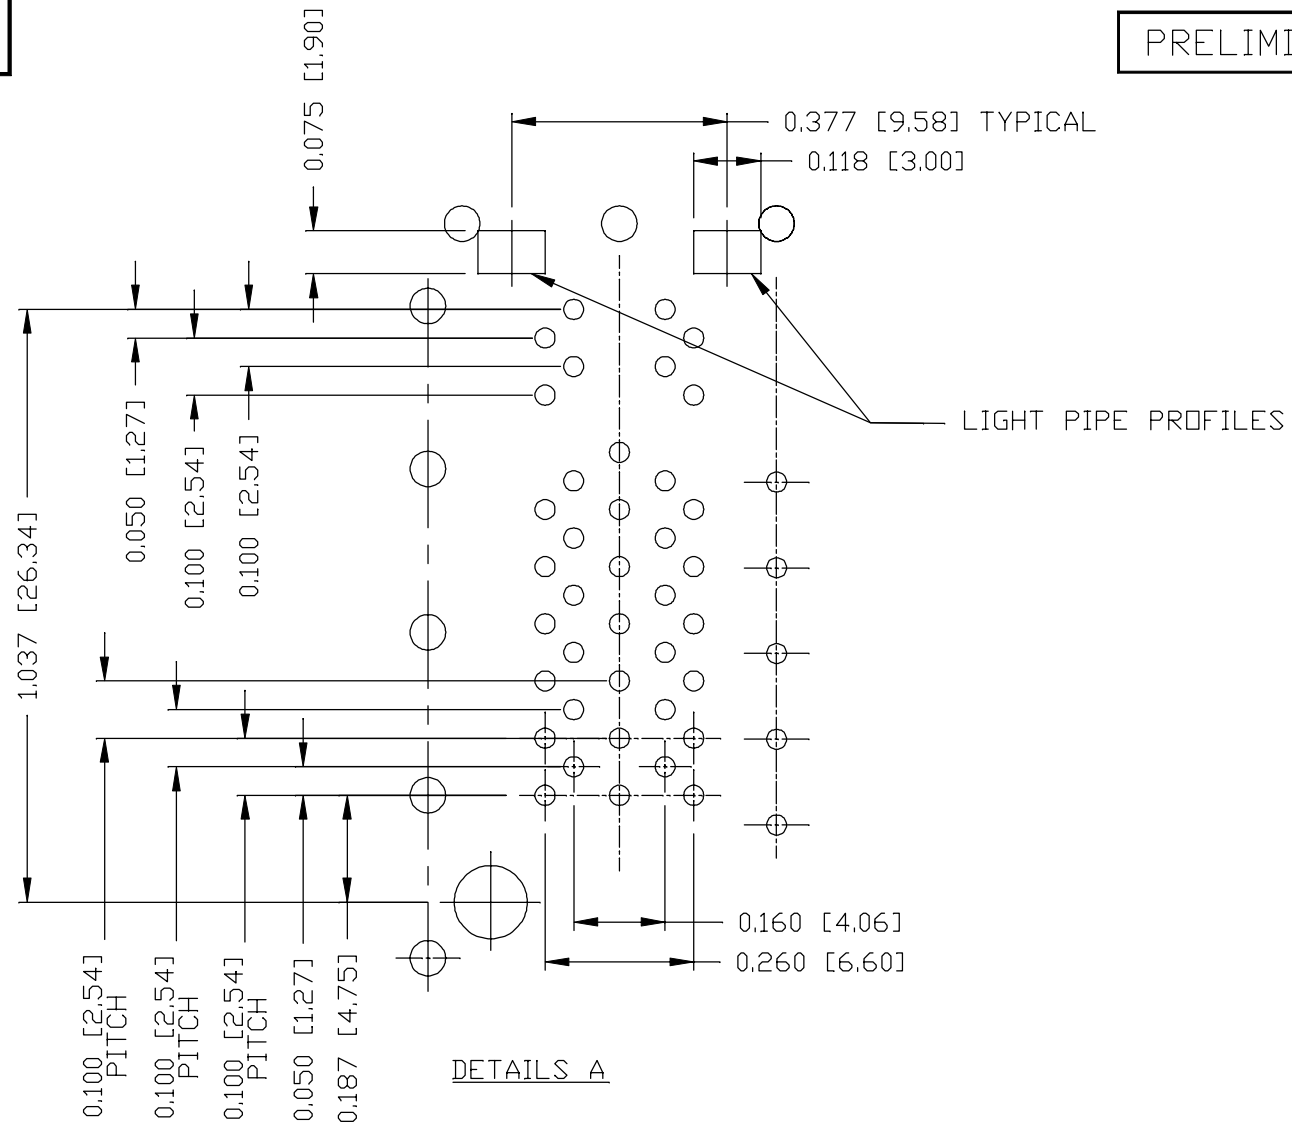 PRELIMI
0.075 [1.90]
0.377 [9.58] TYPICAL
0.118 [3.00]
LIGHT PIPE PROFILES
0.050 [1.27]
0.100 [2.54]
0.100 [2.54]
1.037 [26.34]
0.160 [4.06]
0.260 [6.60]
0.100 [2.54]
PITCH
0.100 [2.54]
PITCH
0.100 [2.54]
PITCH
0.050 [1.27]
0.187 [4.75]
DETAILS A